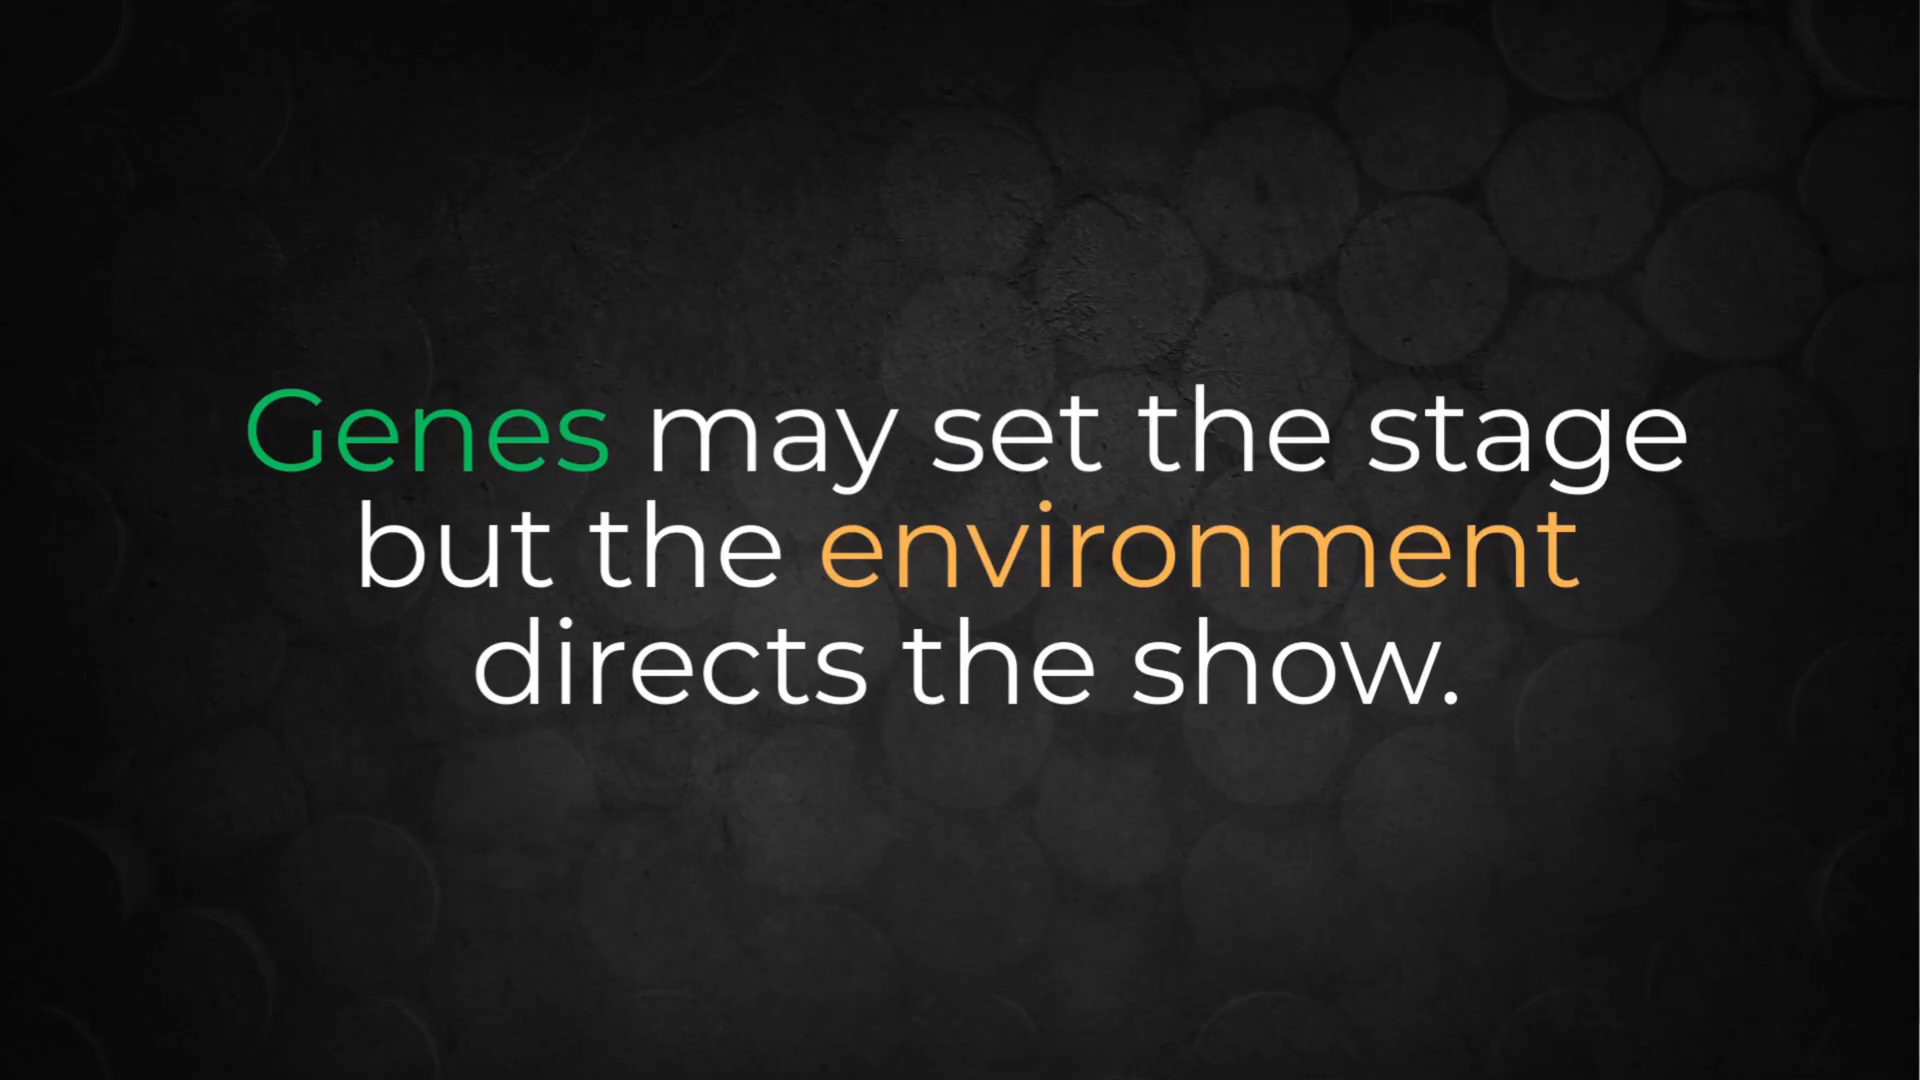 Genes may set the stage
but the environment
directs the show.